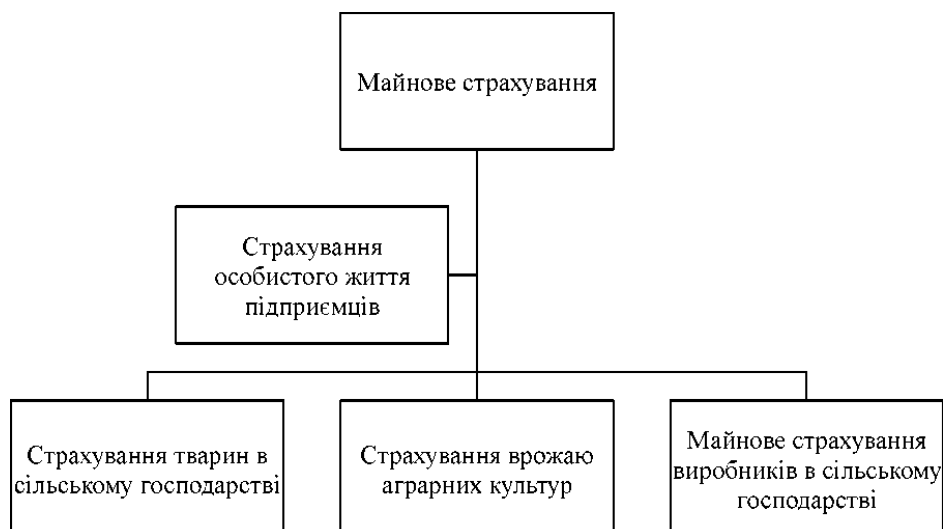 Майнове страхування
Страхування
особистого життя
підприємців
Страхування тварин в
сільському господарстві
Страхування врожаю
аграрних культур
Майнове страхування
виробників в сільському
господарстві